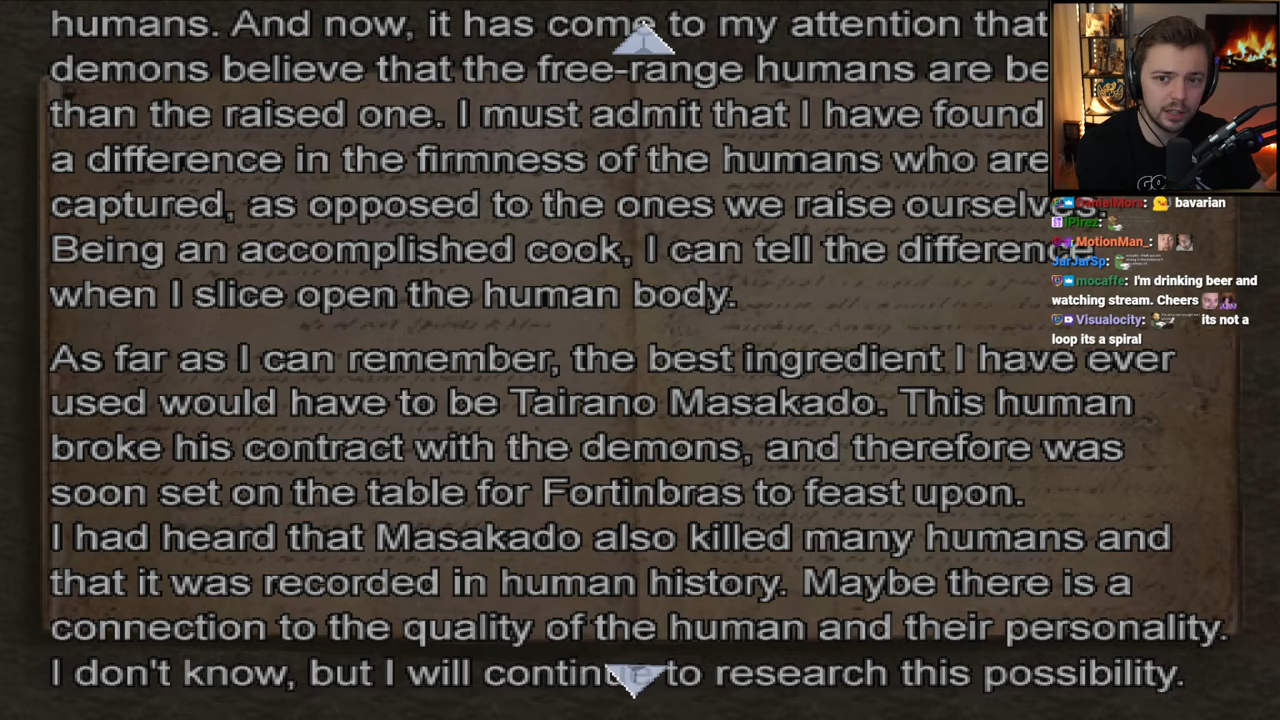 humans. And now, it has come to my attention that
demons believe that the free-range humans are be
than the raised one. I must admit that I have found
a difference in the firmness of the humans who are
captured, as opposed to the ones we raise ourselve
Being an accomplished cook, I can tell the difference
when I slice open the human body.
As far as I can remember, the best ingredient I have ever
used would have to be Tairano Masakado. This human
broke his contract with the demons, and therefore was
soon set on the table for Fortinbras to feast upon.
I had heard that Masakado also killed many humans and
that it was recorded in human history. Maybe there is a
connection to the quality of the human and their personality.
I don't know, but I will continue to research this possibility.
GO
bavarian
MotionMan_:
JarJarSp:
mocaffe: I'm drinking beer and
watching stream. Cheers
Visualocity: its not a
loop its a spiral